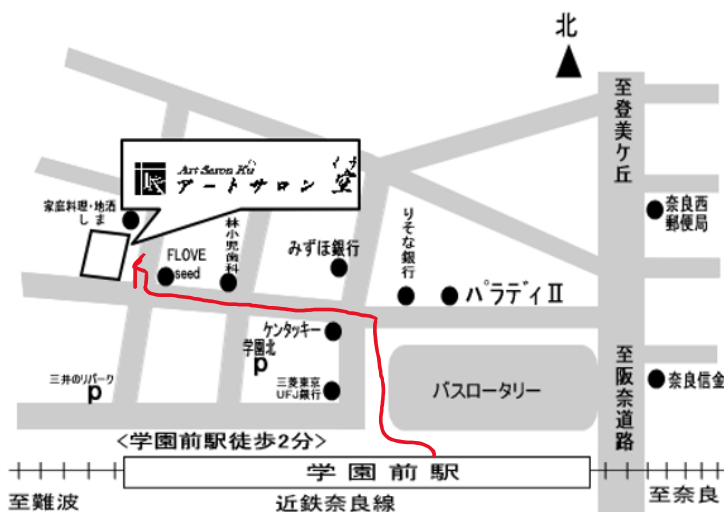 北
至登美ケ丘
Art Saron Kū
アートサロン 空
くう
家庭料理・地酒
しま
FLOVE
seed
林小児歯科
みずほ銀行
りそな銀行
パラディⅡ
奈良西
郵便局
ケンタッキー
学園北
P
三菱東京
UFJ銀行
三井のリパーク
P
バスロータリー
至阪奈道路
奈良信金
<学園前駅徒歩2分>
学園前駅
至難波
近鉄奈良線
至奈良